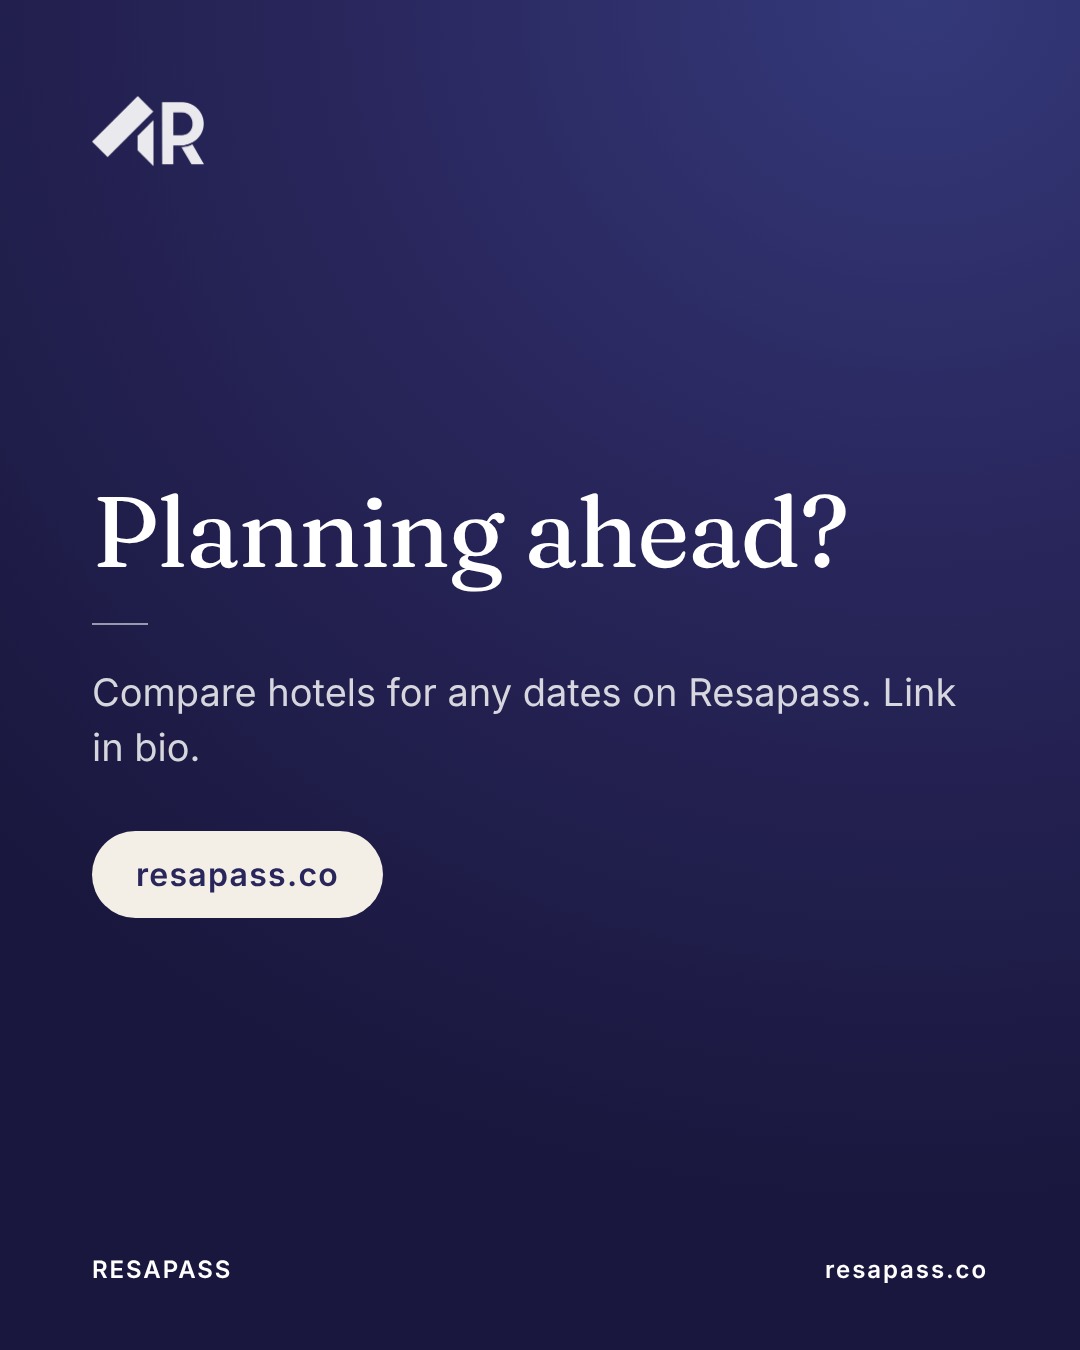 R
Planning ahead?
Compare hotels for any dates on Resapass. Link
in bio.
resapass.co
RESAPASS
resapass.co